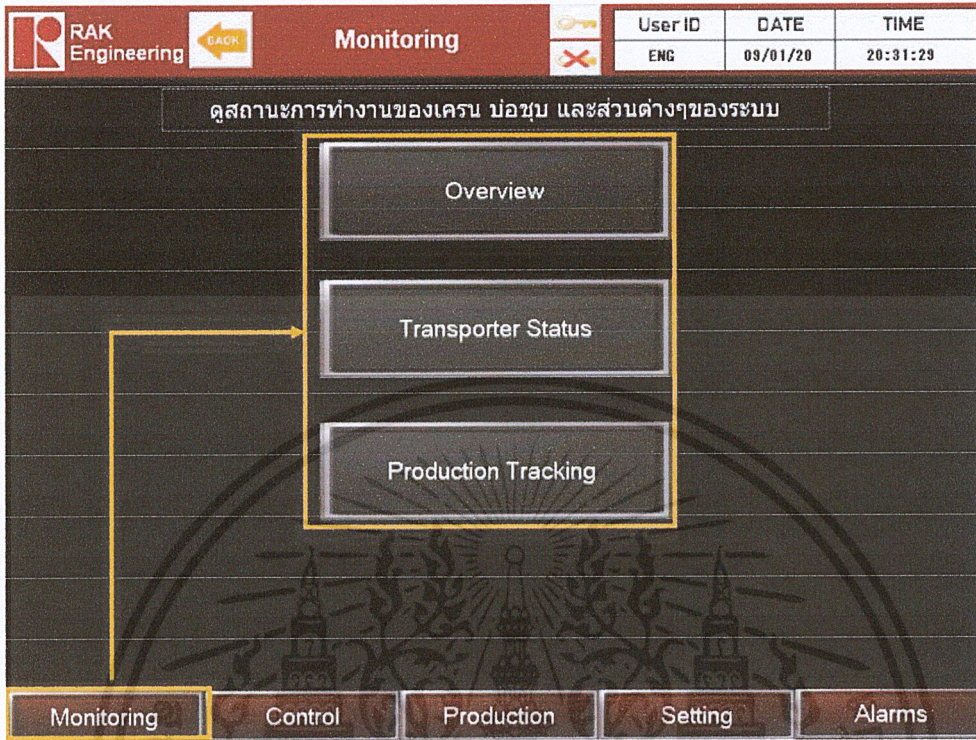 RAK
Engineering
BACK
Monitoring
User ID
DATE
TIME
ENG
09/01/20
20:31:29
ดูสถานะการทำงานของเครน บ่อชุบ และส่วนต่างๆของระบบ
Overview
Transporter Status
Production Tracking
Monitoring
Control
Production
Setting
Alarms